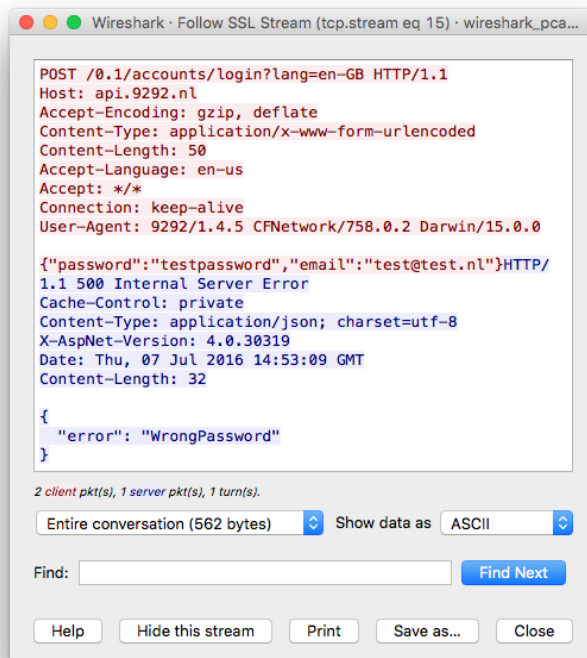 Wireshark · Follow SSL Stream (tcp.stream eq 15) · wireshark_pca...
POST /0.1/accounts/login?lang=en-GB HTTP/1.1
Host: api.9292.nl
Accept-Encoding: gzip, deflate
Content-Type: application/x-www-form-urlencoded
Content-Length: 50
Accept-Language: en-us
Accept: */*
Connection: keep-alive
User-Agent: 9292/1.4.5 CFNetwork/758.0.2 Darwin/15.0.0
{"password":"testpassword","email":"test@test.nl"}HTTP/
1.1 500 Internal Server Error
Cache-Control: private
Content-Type: application/json; charset=utf-8
X-AspNet-Version: 4.0.30319
Date: Thu, 07 Jul 2016 14:53:09 GMT
Content-Length: 32
{
"error": "WrongPassword"
}
2 client pkt(s), 1 server pkt(s), 1 turn(s).
Entire conversation (562 bytes) Show data as ASCII
Find: Find Next
Help Hide this stream Print Save as... Close